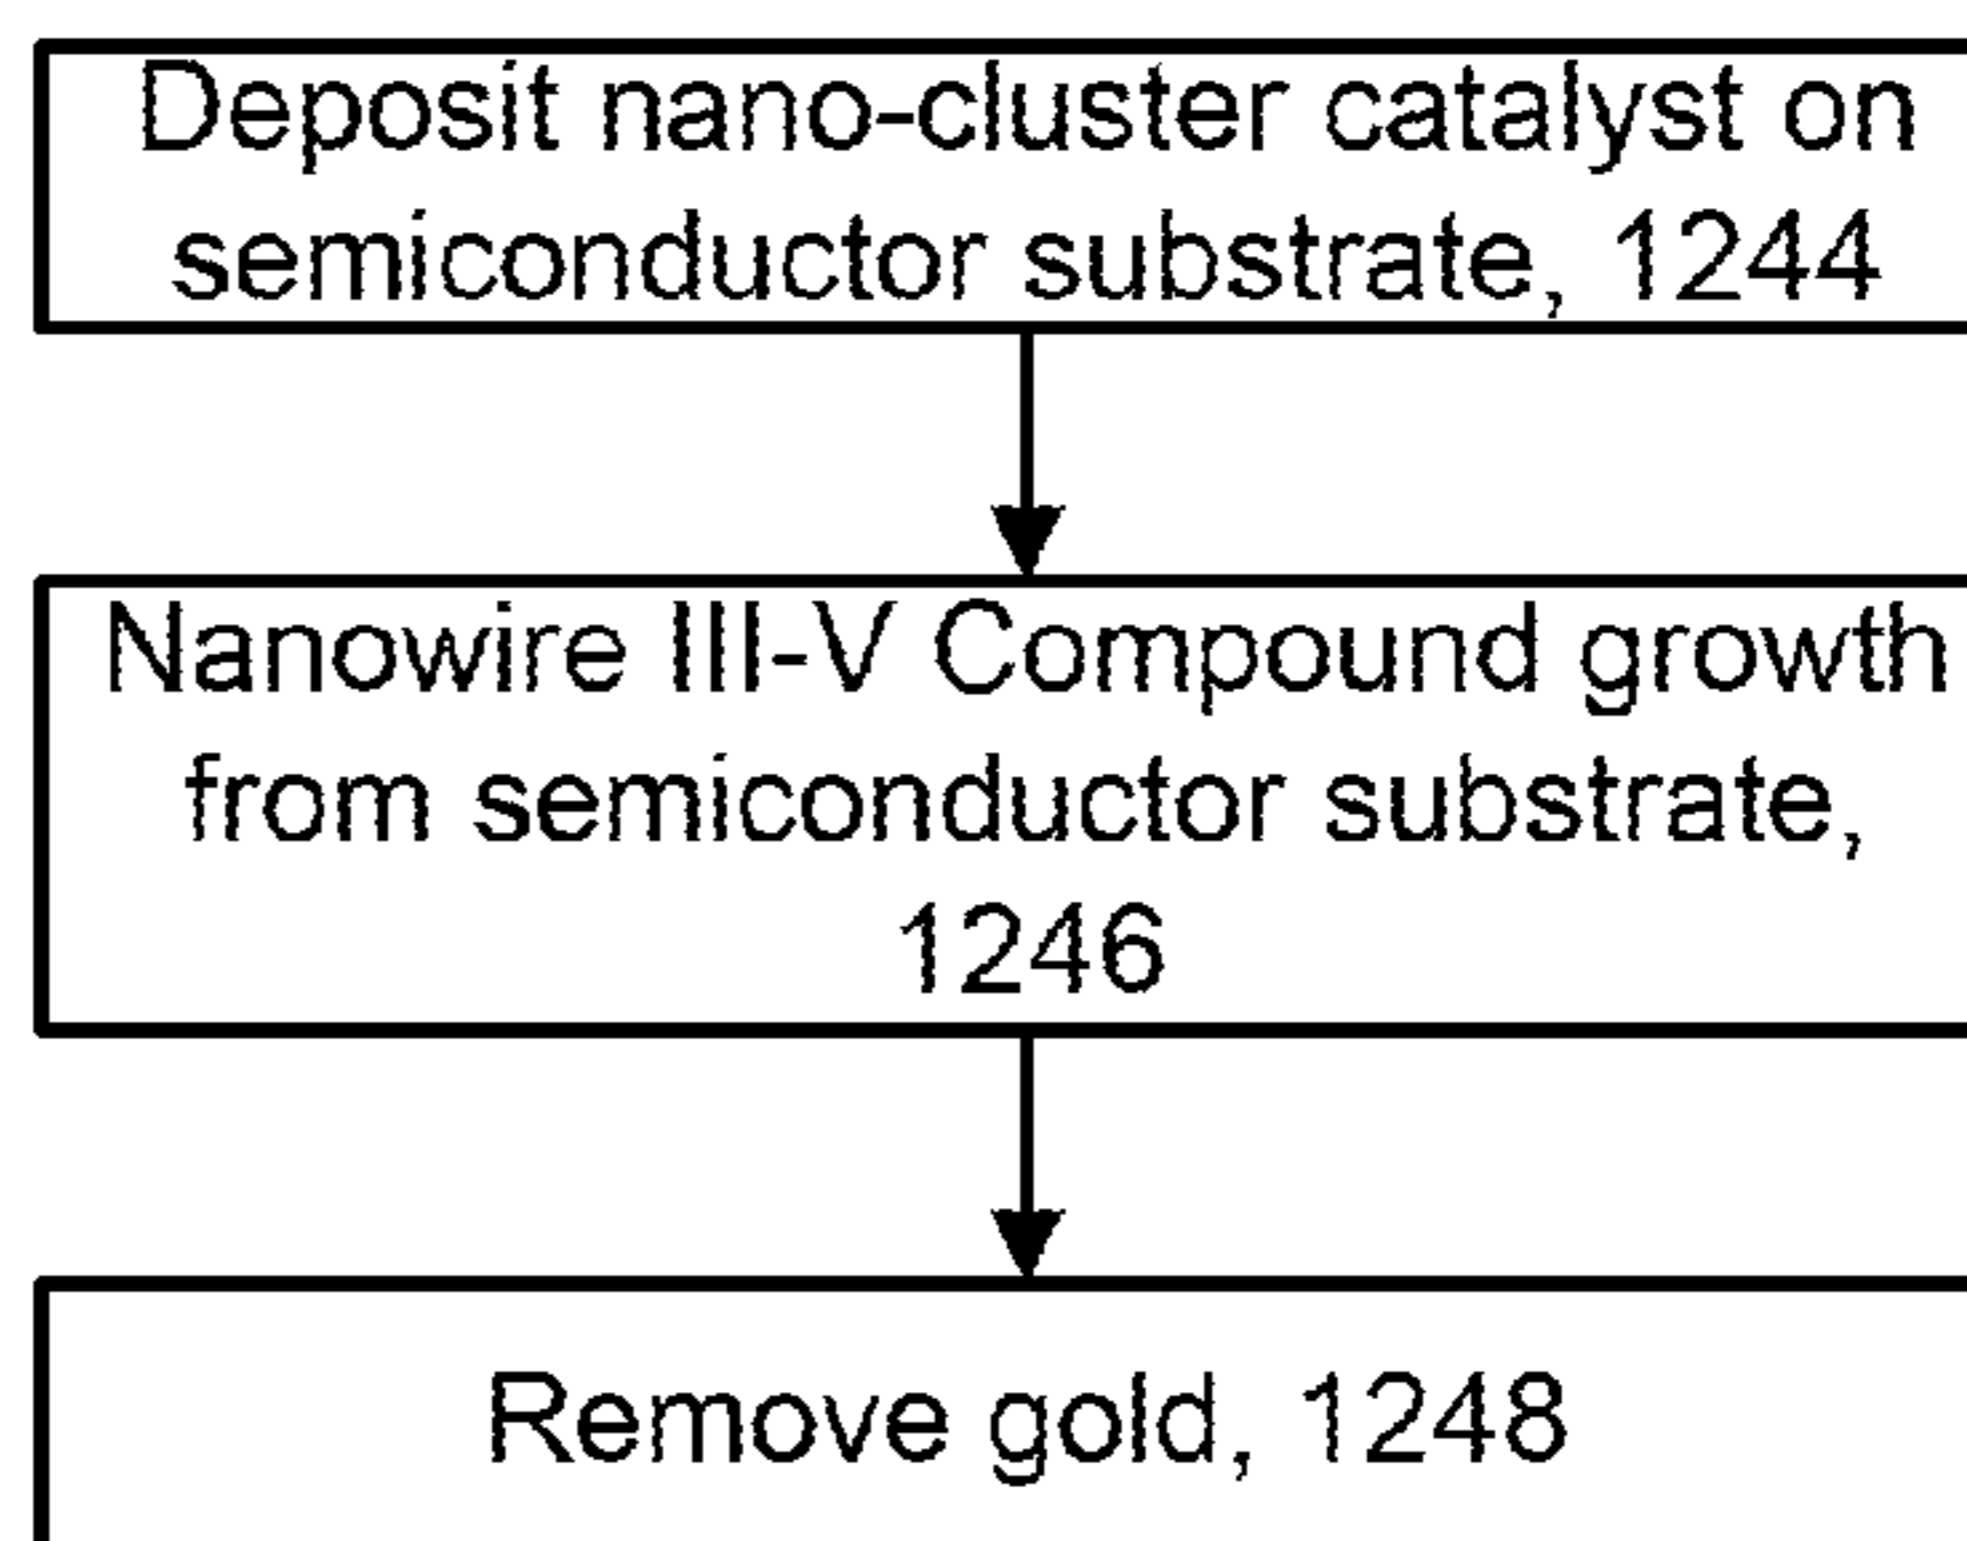 Deposit nano-cluster catalyst on
semiconductor substrate, 1244
Nanowire III-V Compound growth
from semiconductor substrate,
1246
Remove gold, 1248